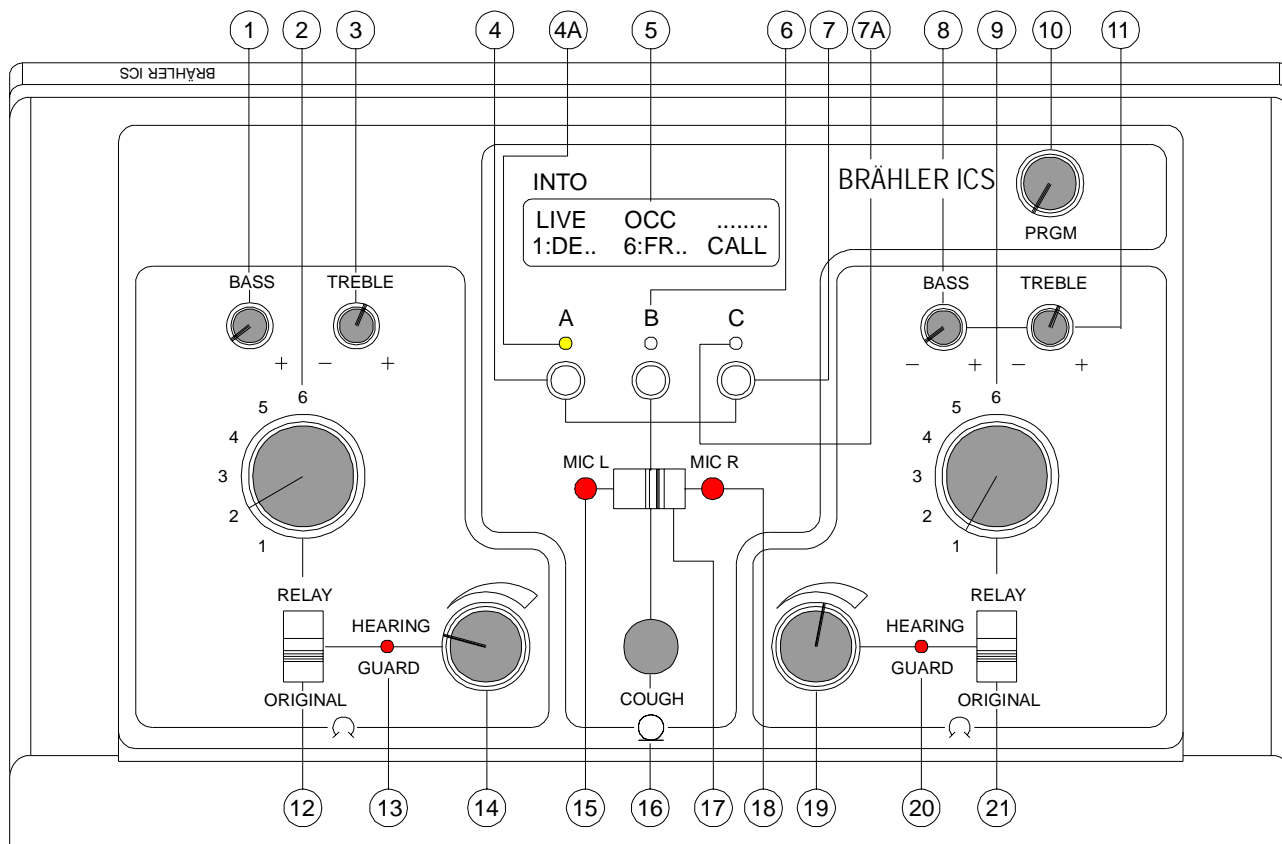 1 2 3 4 4A 5 6 7 7A 8 9 10 11
BRÄHLER ICS
INTO
BRÄHLER ICS
LIVE OCC ........
1:DE.. 6:FR.. CALL
PRGM
BASS TREBLE
BASS TREBLE
A B C
+ − +
− + − +
6
5
4
3
2
1
6
5
4
3
2
1
MIC L MIC R
RELAY
HEARING
GUARD
ORIGINAL
COUGH
RELAY
HEARING
GUARD
ORIGINAL
12 13 14 15 16 17 18 19 20 21